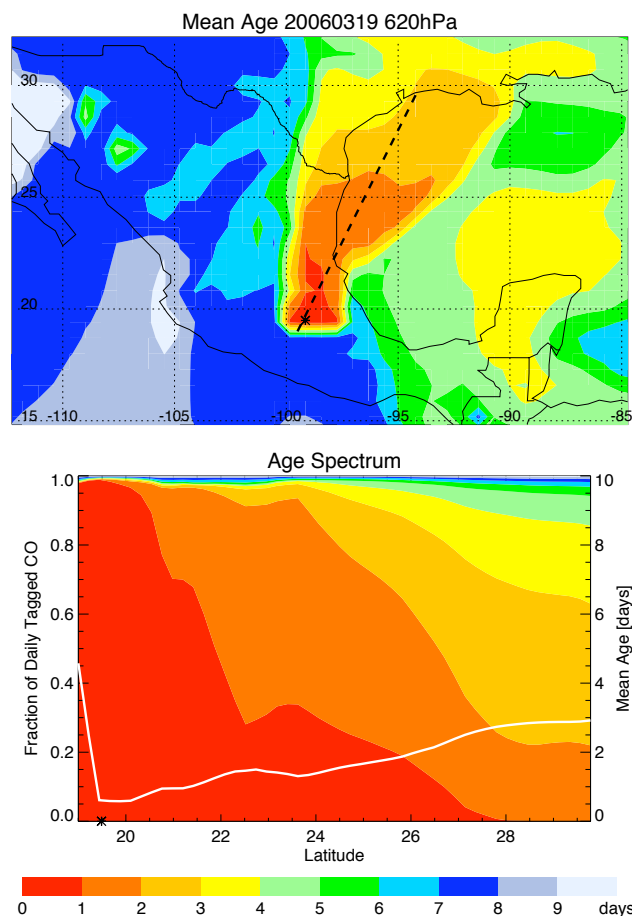 Mean Age 20060319 620hPa
30
25
20
15 -110 -105 -100 -95 -90 -85
Age Spectrum
1.0 10
0.8 8
0.6 6
0.4 4
0.2 2
0.0 0
Fraction of Daily Tagged CO
Mean Age [days]
20 22 24 26 28
Latitude
0 1 2 3 4 5 6 7 8 9 days